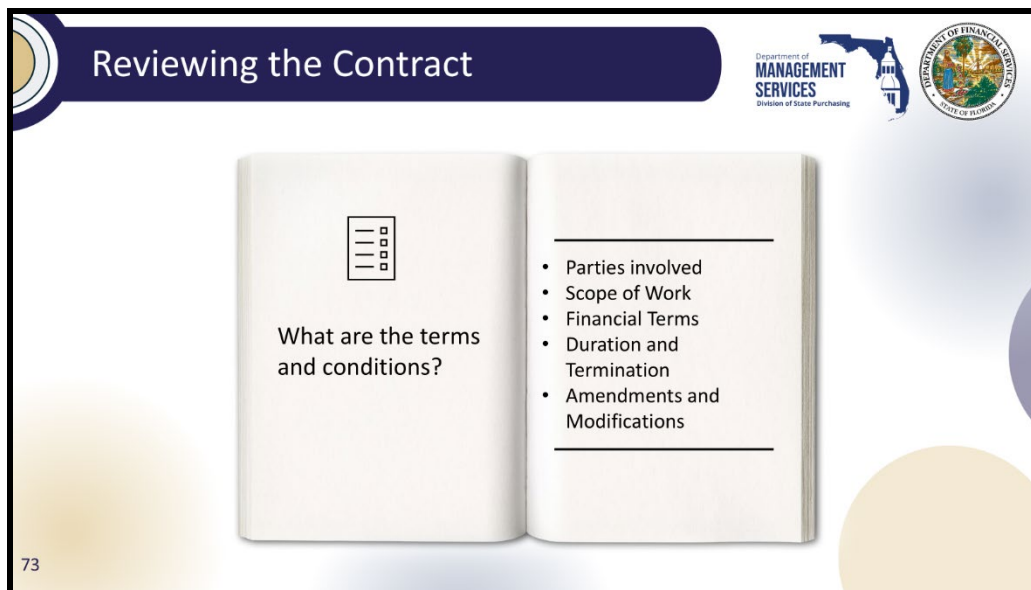 Reviewing the Contract
Department of
MANAGEMENT
SERVICES
Division of State Purchasing
DEPARTMENT OF FINANCIAL SERVICES
STATE OF FLORIDA
What are the terms
and conditions?
• Parties involved
• Scope of Work
• Financial Terms
• Duration and
Termination
• Amendments and
Modifications
73